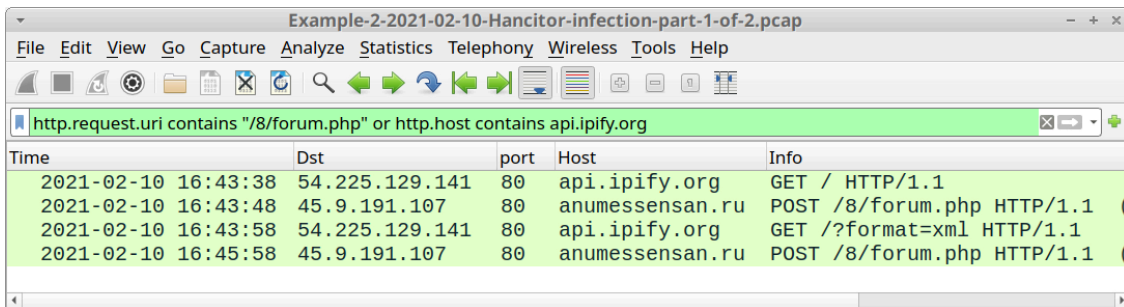 Example-2-2021-02-10-Hancitor-infection-part-1-of-2.pcap
File Edit View Go Capture Analyze Statistics Telephony Wireless Tools Help
http.request.uri contains "/8/forum.php" or http.host contains api.ipify.org
Time Dst port Host Info
2021-02-10 16:43:38 54.225.129.141 80 api.ipify.org GET / HTTP/1.1
2021-02-10 16:43:48 45.9.191.107 80 anumessensan.ru POST /8/forum.php HTTP/1.1 (
2021-02-10 16:43:58 54.225.129.141 80 api.ipify.org GET /?format=xml HTTP/1.1
2021-02-10 16:45:58 45.9.191.107 80 anumessensan.ru POST /8/forum.php HTTP/1.1 (